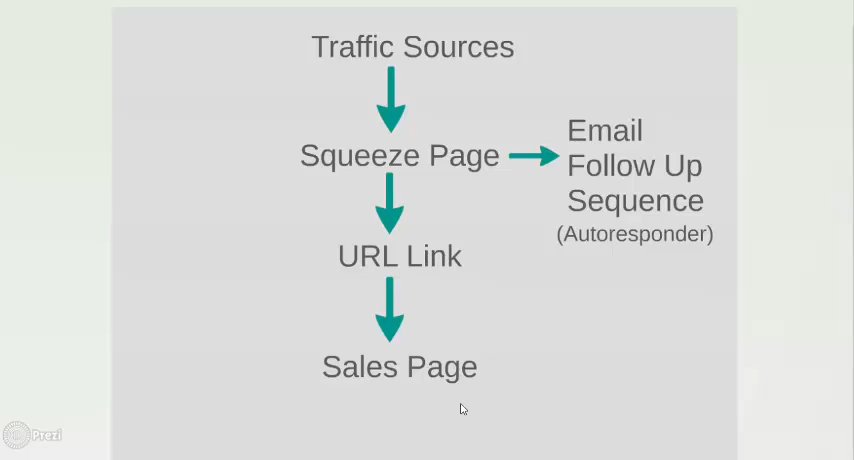 Traffic Sources
Squeeze Page
Email
Follow Up
Sequence
(Autoresponder)
URL Link
Sales Page
Prezi